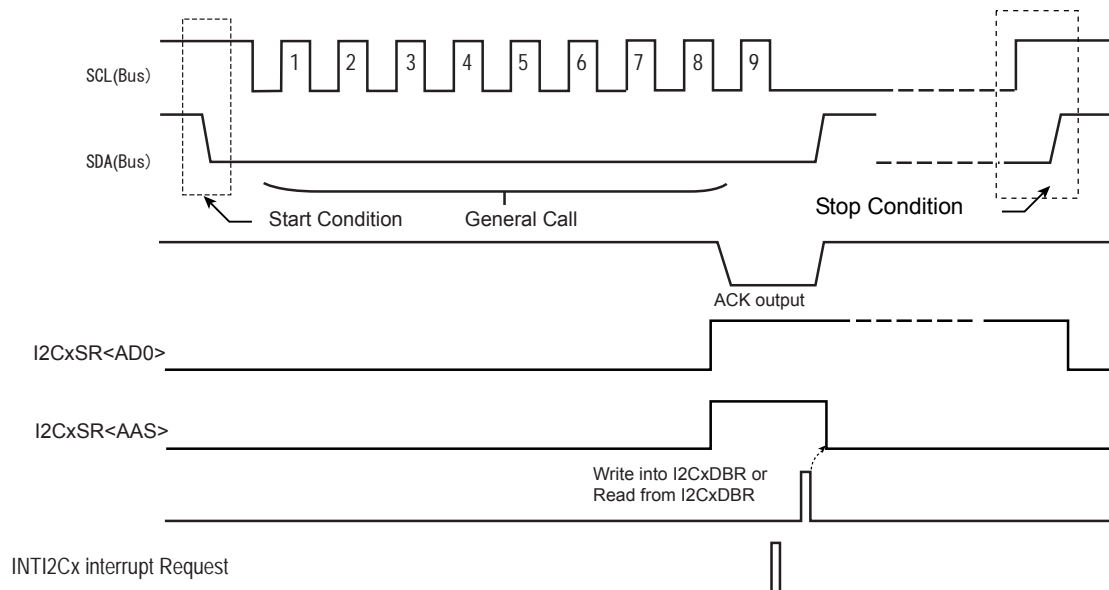 1 2 3 4 5 6 7 8 9
SCL(Bus)
SDA(Bus)
Start Condition
General Call
Stop Condition
ACK output
I2CxSR<AD0>
I2CxSR<AAS>
Write into I2CxDBR or
Read from I2CxDBR
INTI2Cx interrupt Request